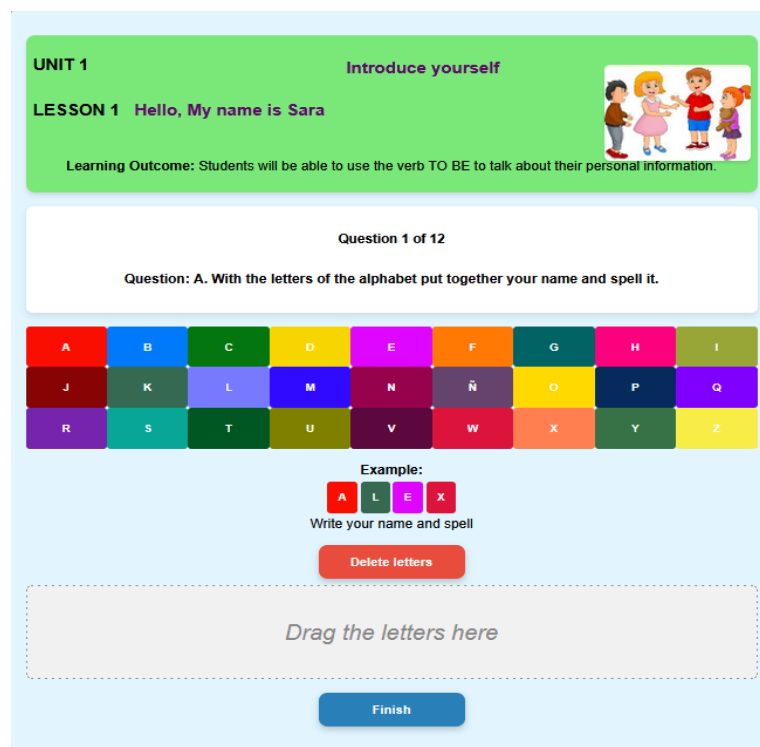 UNIT 1
Introduce yourself
LESSON 1 Hello, My name is Sara
Learning Outcome: Students will be able to use the verb TO BE to talk about their personal information.
Question 1 of 12
Question: A. With the letters of the alphabet put together your name and spell it.
A B C D E F G H I
J K L M N Ñ O P Q
R S T U V W X Y Z
Example:
A L E X
Write your name and spell
Delete letters
Drag the letters here
Finish